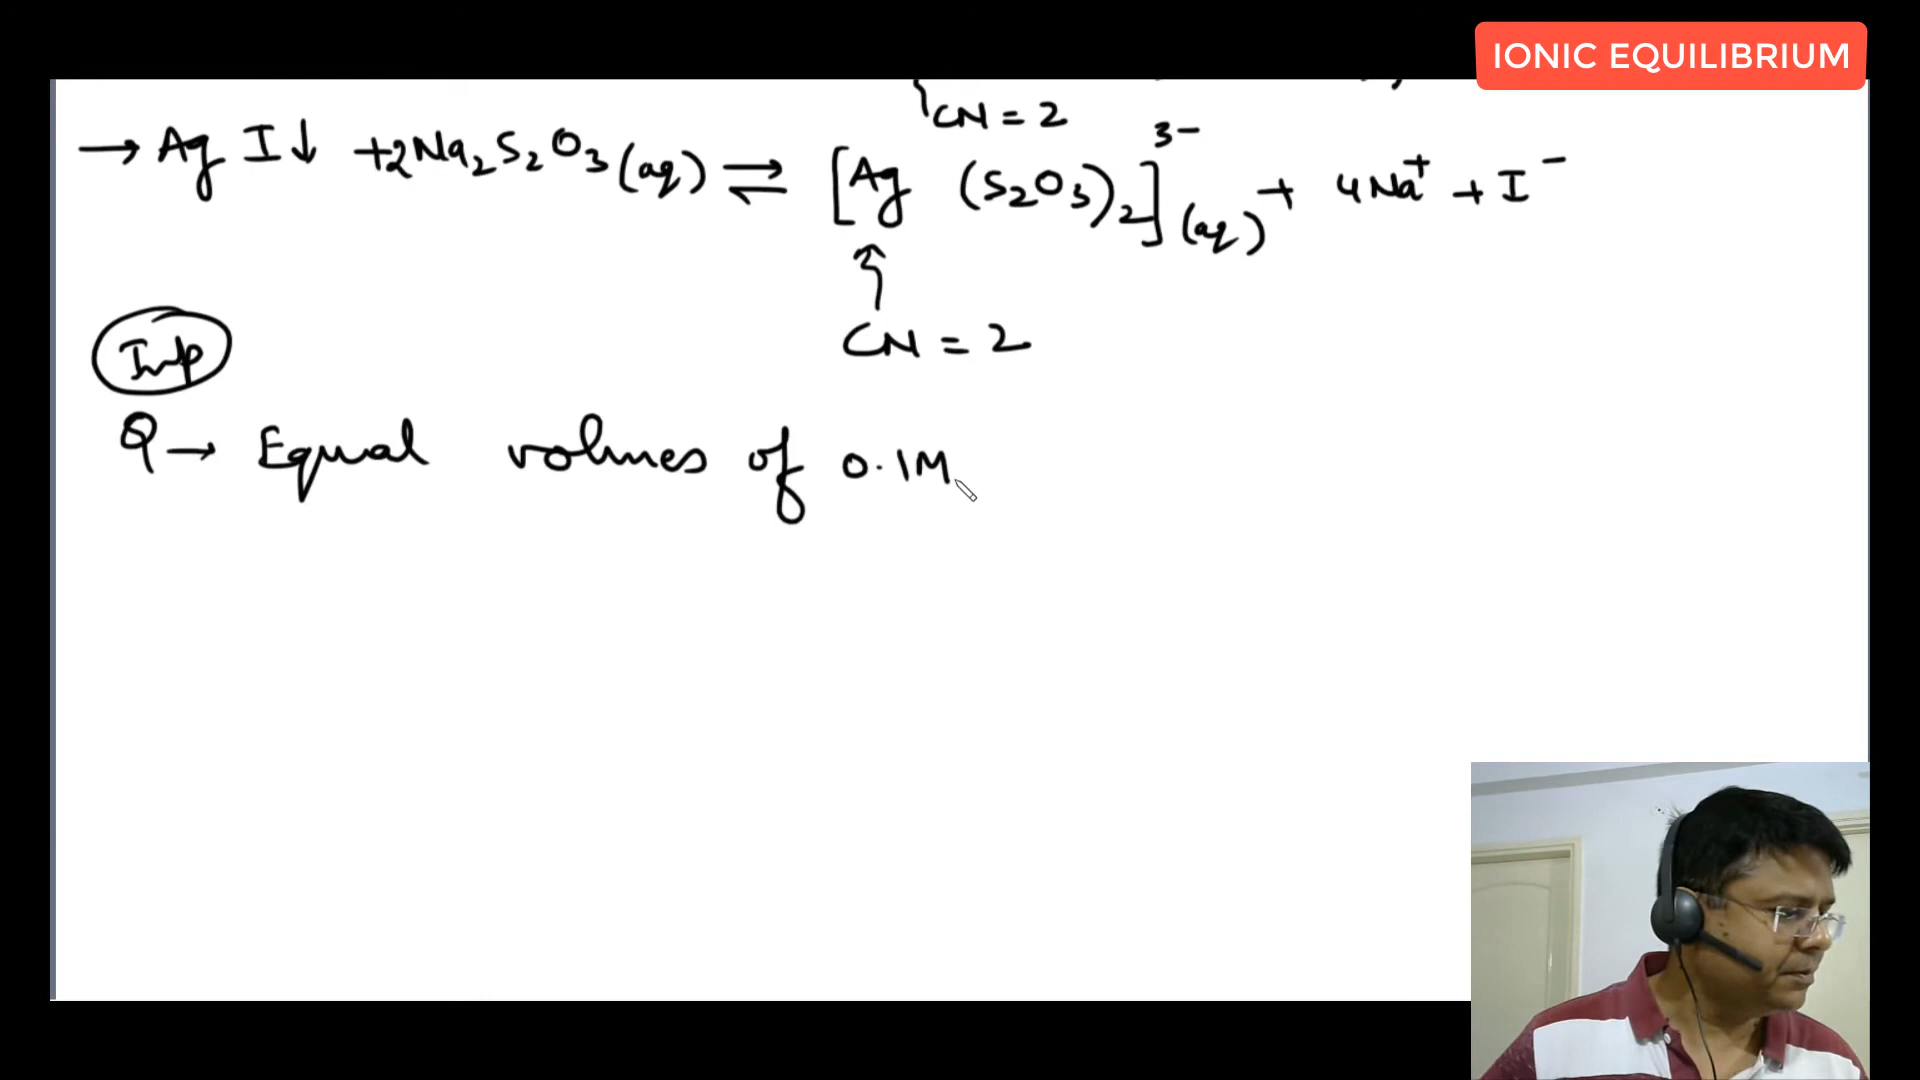 IONIC EQUILIBRIUM
CN = 2
→ Ag I↓ + 2Na₂S₂O₃(aq) ⇌ [Ag (S₂O₃)₂]³⁻(aq) + 4Na⁺ + I⁻
CN = 2
Imp
Q → Equal volumes of 0.1M